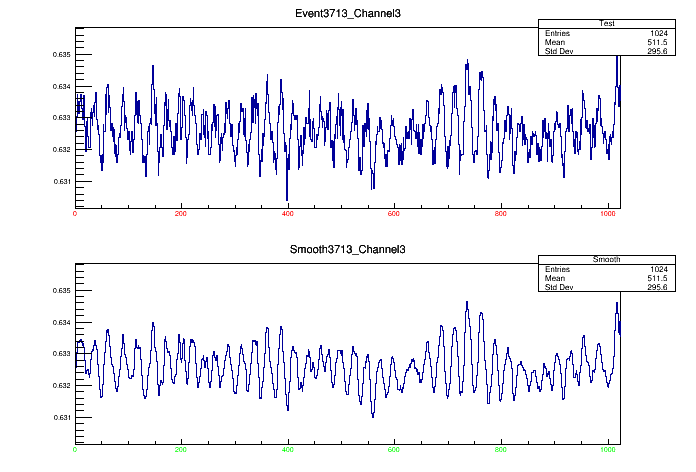 Event3713_Channel3
Test
Entries 1024
Mean 511.5
Std Dev 295.6
0.635
0.634
0.633
0.632
0.631
0 200 400 600 800 1000
Smooth3713_Channel3
Smooth
Entries 1024
Mean 511.5
Std Dev 295.6
0.635
0.634
0.633
0.632
0.631
0 200 400 600 800 1000